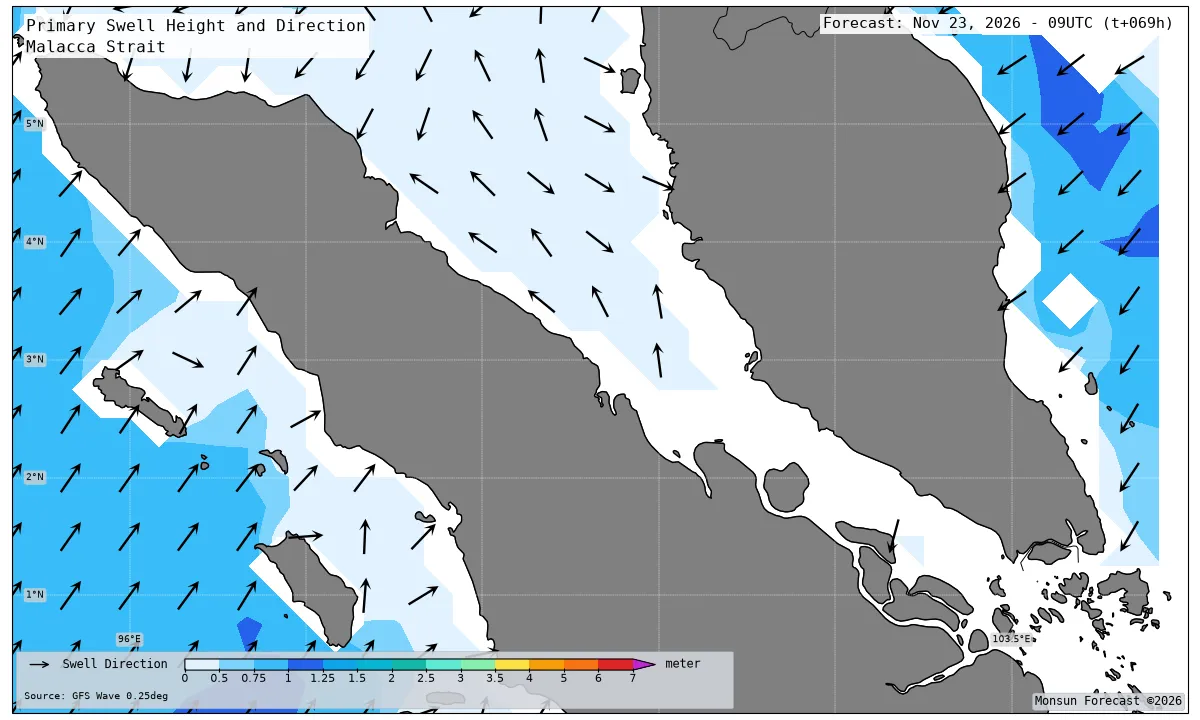 Primary Swell Height and Direction
Malacca Strait
Forecast: Nov 23, 2026 - 09UTC (t+069h)
5°N
4°N
3°N
2°N
1°N
96°E
103.5°E
Swell Direction
0 0.5 0.75 1 1.25 1.5 2 2.5 3 3.5 4 5 6 7
meter
Source: GFS Wave 0.25deg
Monsun Forecast ©2026